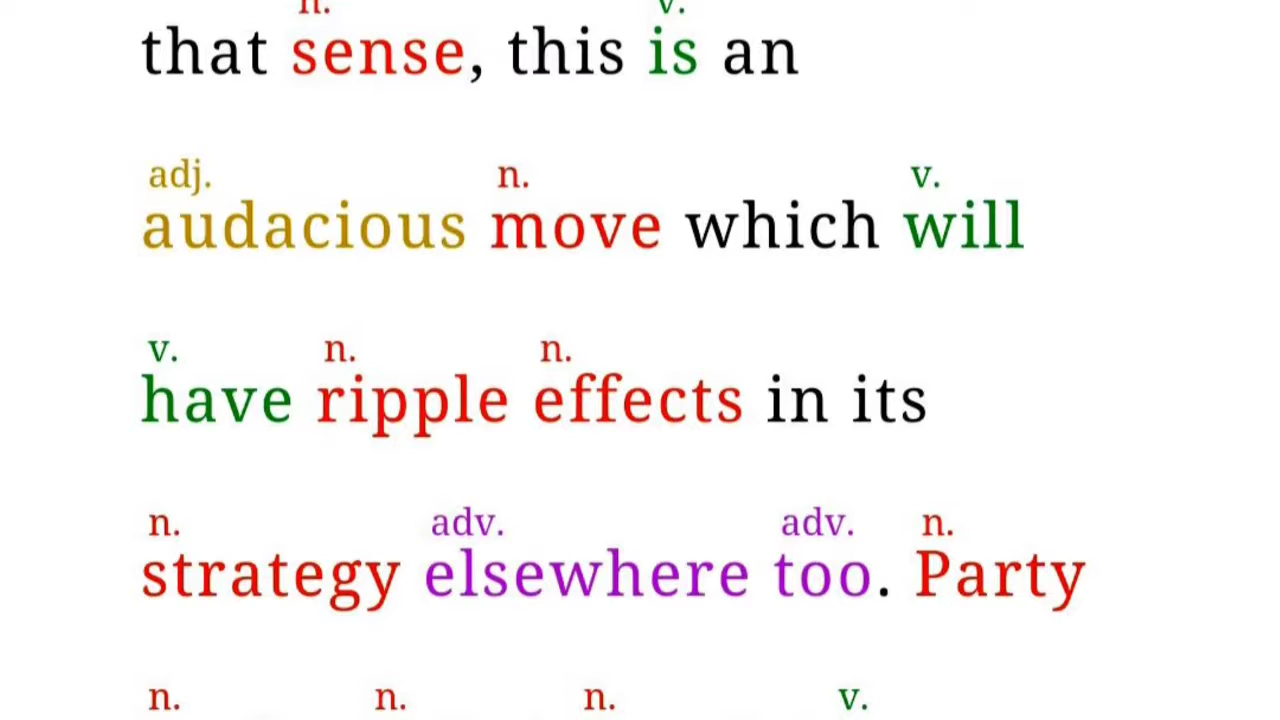 n. v.
that sense, this is an
adj. n. v.
audacious move which will
v. n. n.
have ripple effects in its
n. adv. adv. n.
strategy elsewhere too. Party
n. n. n. v.